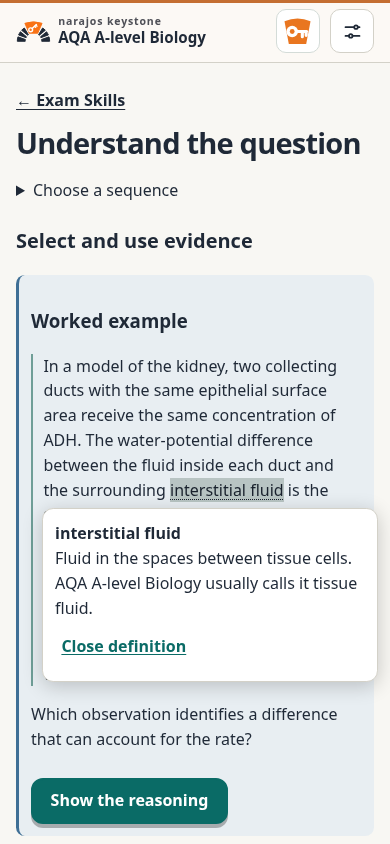 narajos keystone
AQA A-level Biology
← Exam Skills
Understand the question
Choose a sequence
Select and use evidence
Worked example
In a model of the kidney, two collecting
ducts with the same epithelial surface
area receive the same concentration of
ADH. The water-potential difference
between the fluid inside each duct and
the surrounding interstitial fluid is the
interstitial fluid
Fluid in the spaces between tissue cells.
AQA A-level Biology usually calls it tissue
fluid.
Close definition
Which observation identifies a difference
that can account for the rate?
Show the reasoning